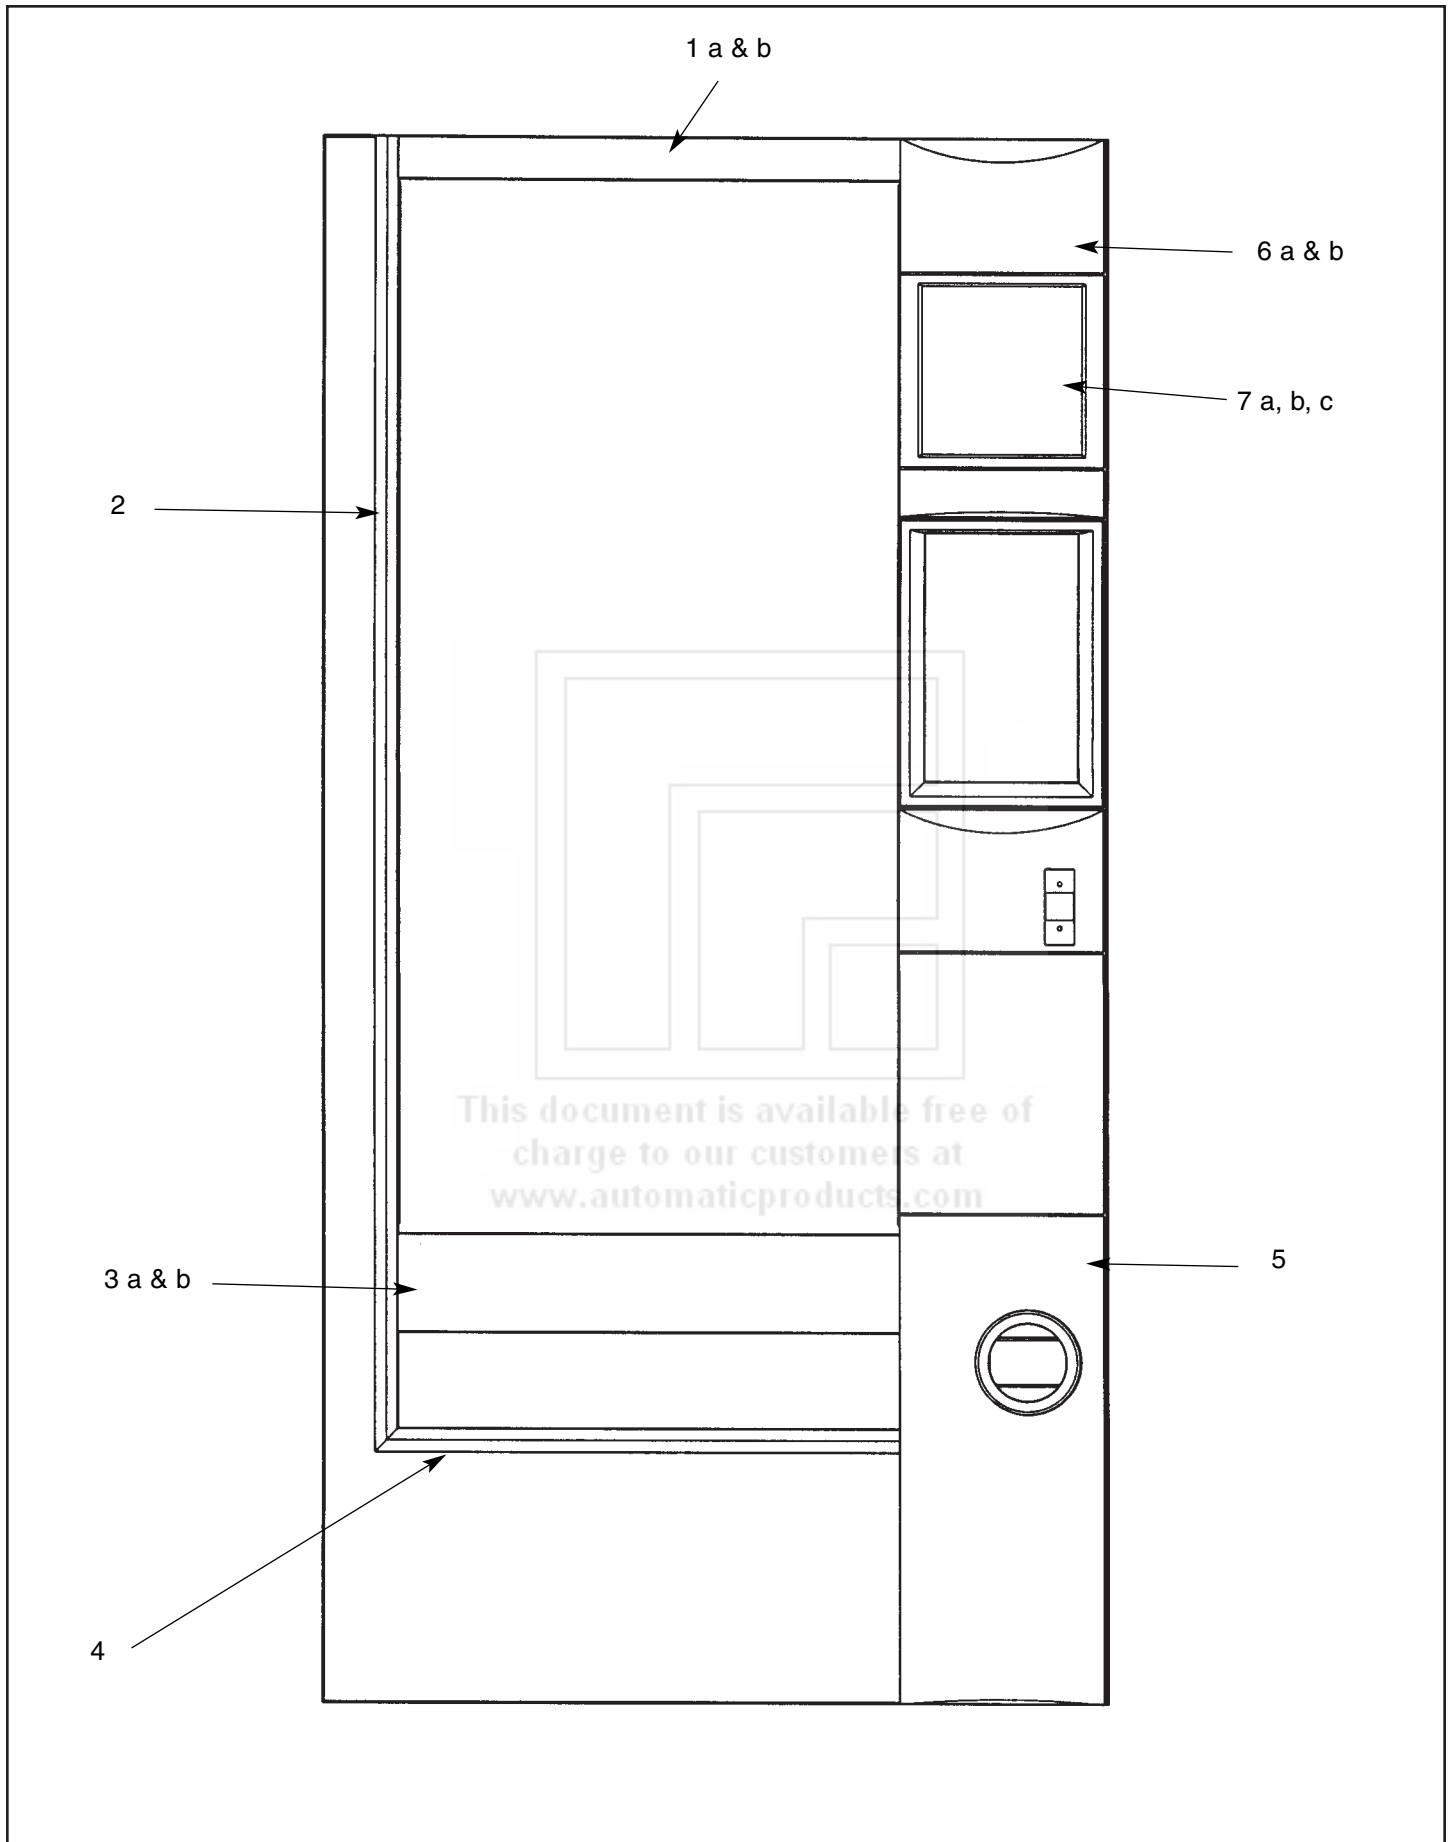 1 a & b
6 a & b
7 a, b, c
2
This document is available free of
charge to our customers at
www.automaticproducts.com
3 a & b
5
4